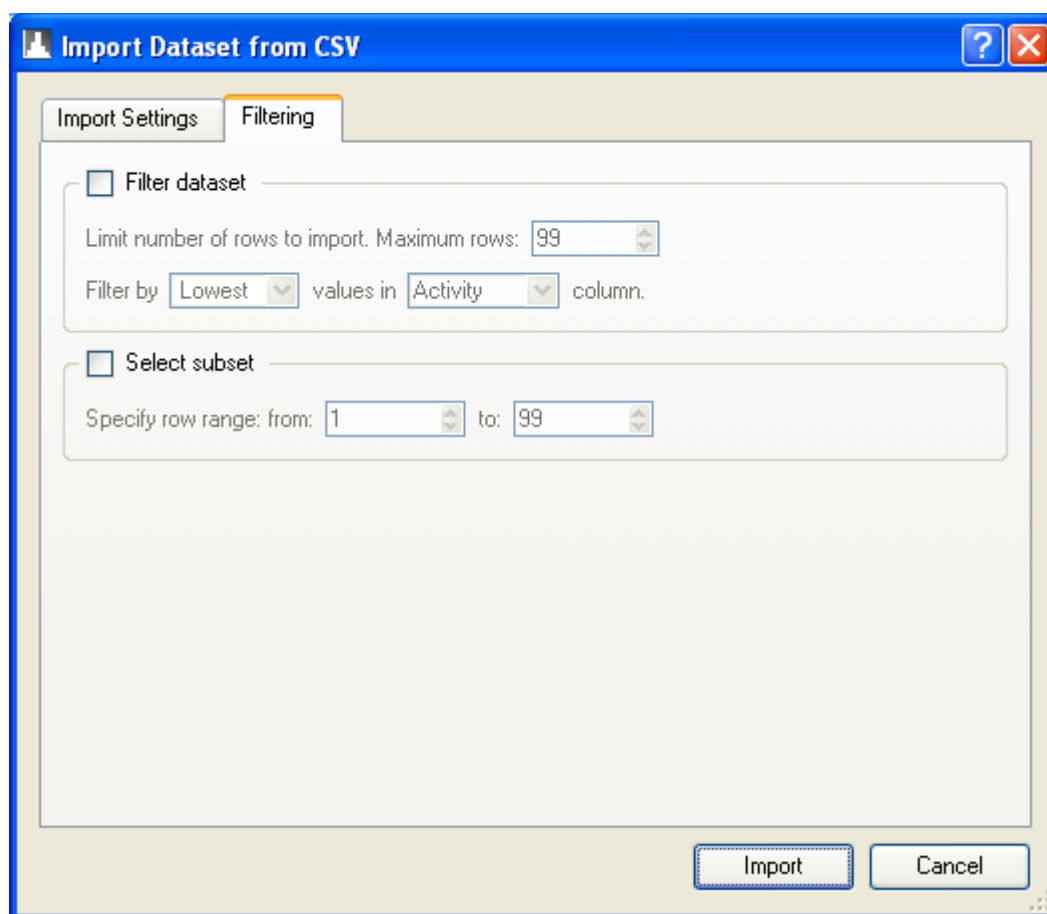 Import Dataset from CSV
Import Settings Filtering
Filter dataset
Limit number of rows to import. Maximum rows: 99
Filter by Lowest values in Activity column.
Select subset
Specify row range: from: 1 to: 99
Import Cancel